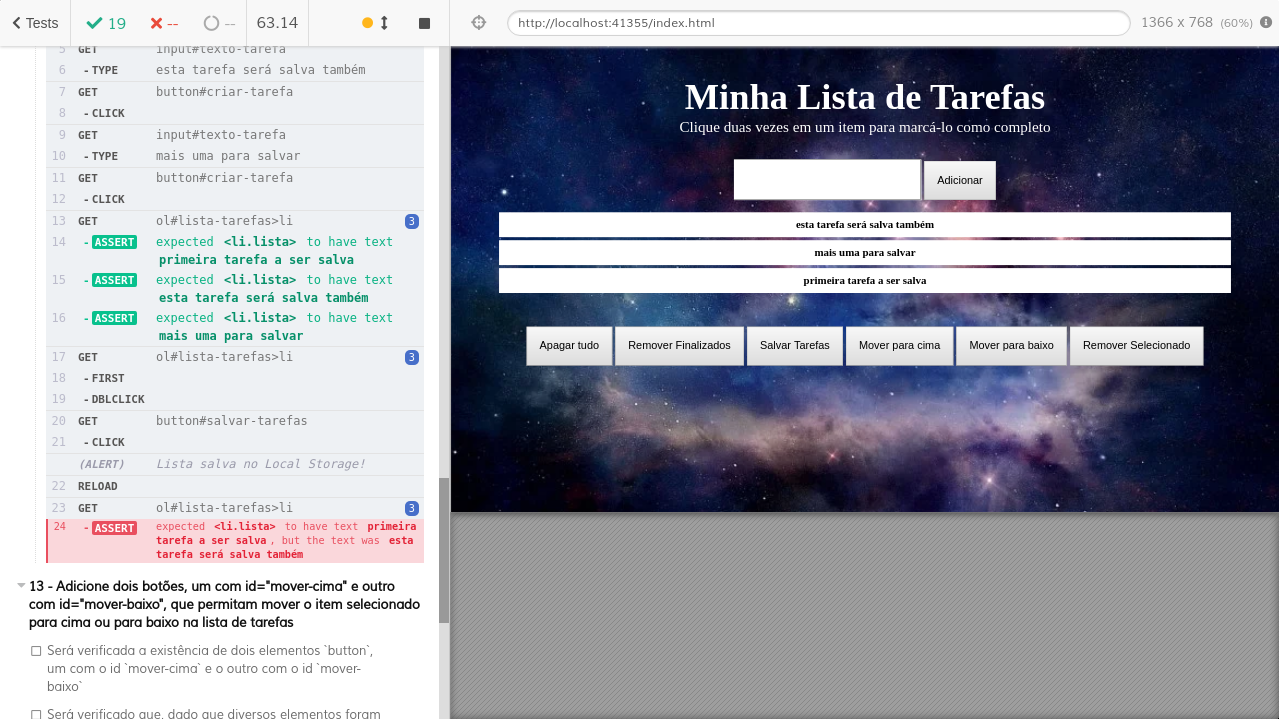 Tests 19 -- -- 63.14
5 GET input#texto-tarefa
6 -TYPE esta tarefa será salva também
7 GET button#criar-tarefa
8 -CLICK
9 GET input#texto-tarefa
10 -TYPE mais uma para salvar
11 GET button#criar-tarefa
12 -CLICK
13 GET ol#lista-tarefas>li 3
14 -ASSERT expected <li.lista> to have text
primeira tarefa a ser salva
15 -ASSERT expected <li.lista> to have text
esta tarefa será salva também
16 -ASSERT expected <li.lista> to have text
mais uma para salvar
17 GET ol#lista-tarefas>li 3
18 -FIRST
19 -DBLCLICK
20 GET button#salvar-tarefas
21 -CLICK
(ALERT) Lista salva no Local Storage!
22 RELOAD
23 GET ol#lista-tarefas>li 3
24 -ASSERT expected <li.lista> to have text primeira
tarefa a ser salva, but the text was esta
tarefa será salva também
13 - Adicione dois botões, um com id="mover-cima" e outro
com id="mover-baixo", que permitam mover o item selecionado
para cima ou para baixo na lista de tarefas
Será verificada a existência de dois elementos `button`,
um com o id `mover-cima` e o outro com o id `mover-
baixo`
Será verificado que, dado que diversos elementos foram
http://localhost:41355/index.html 1366 x 768 (60%)
Minha Lista de Tarefas
Clique duas vezes em um item para marcá-lo como completo
Adicionar
esta tarefa será salva também
mais uma para salvar
primeira tarefa a ser salva
Apagar tudo Remover Finalizados Salvar Tarefas Mover para cima Mover para baixo Remover Selecionado